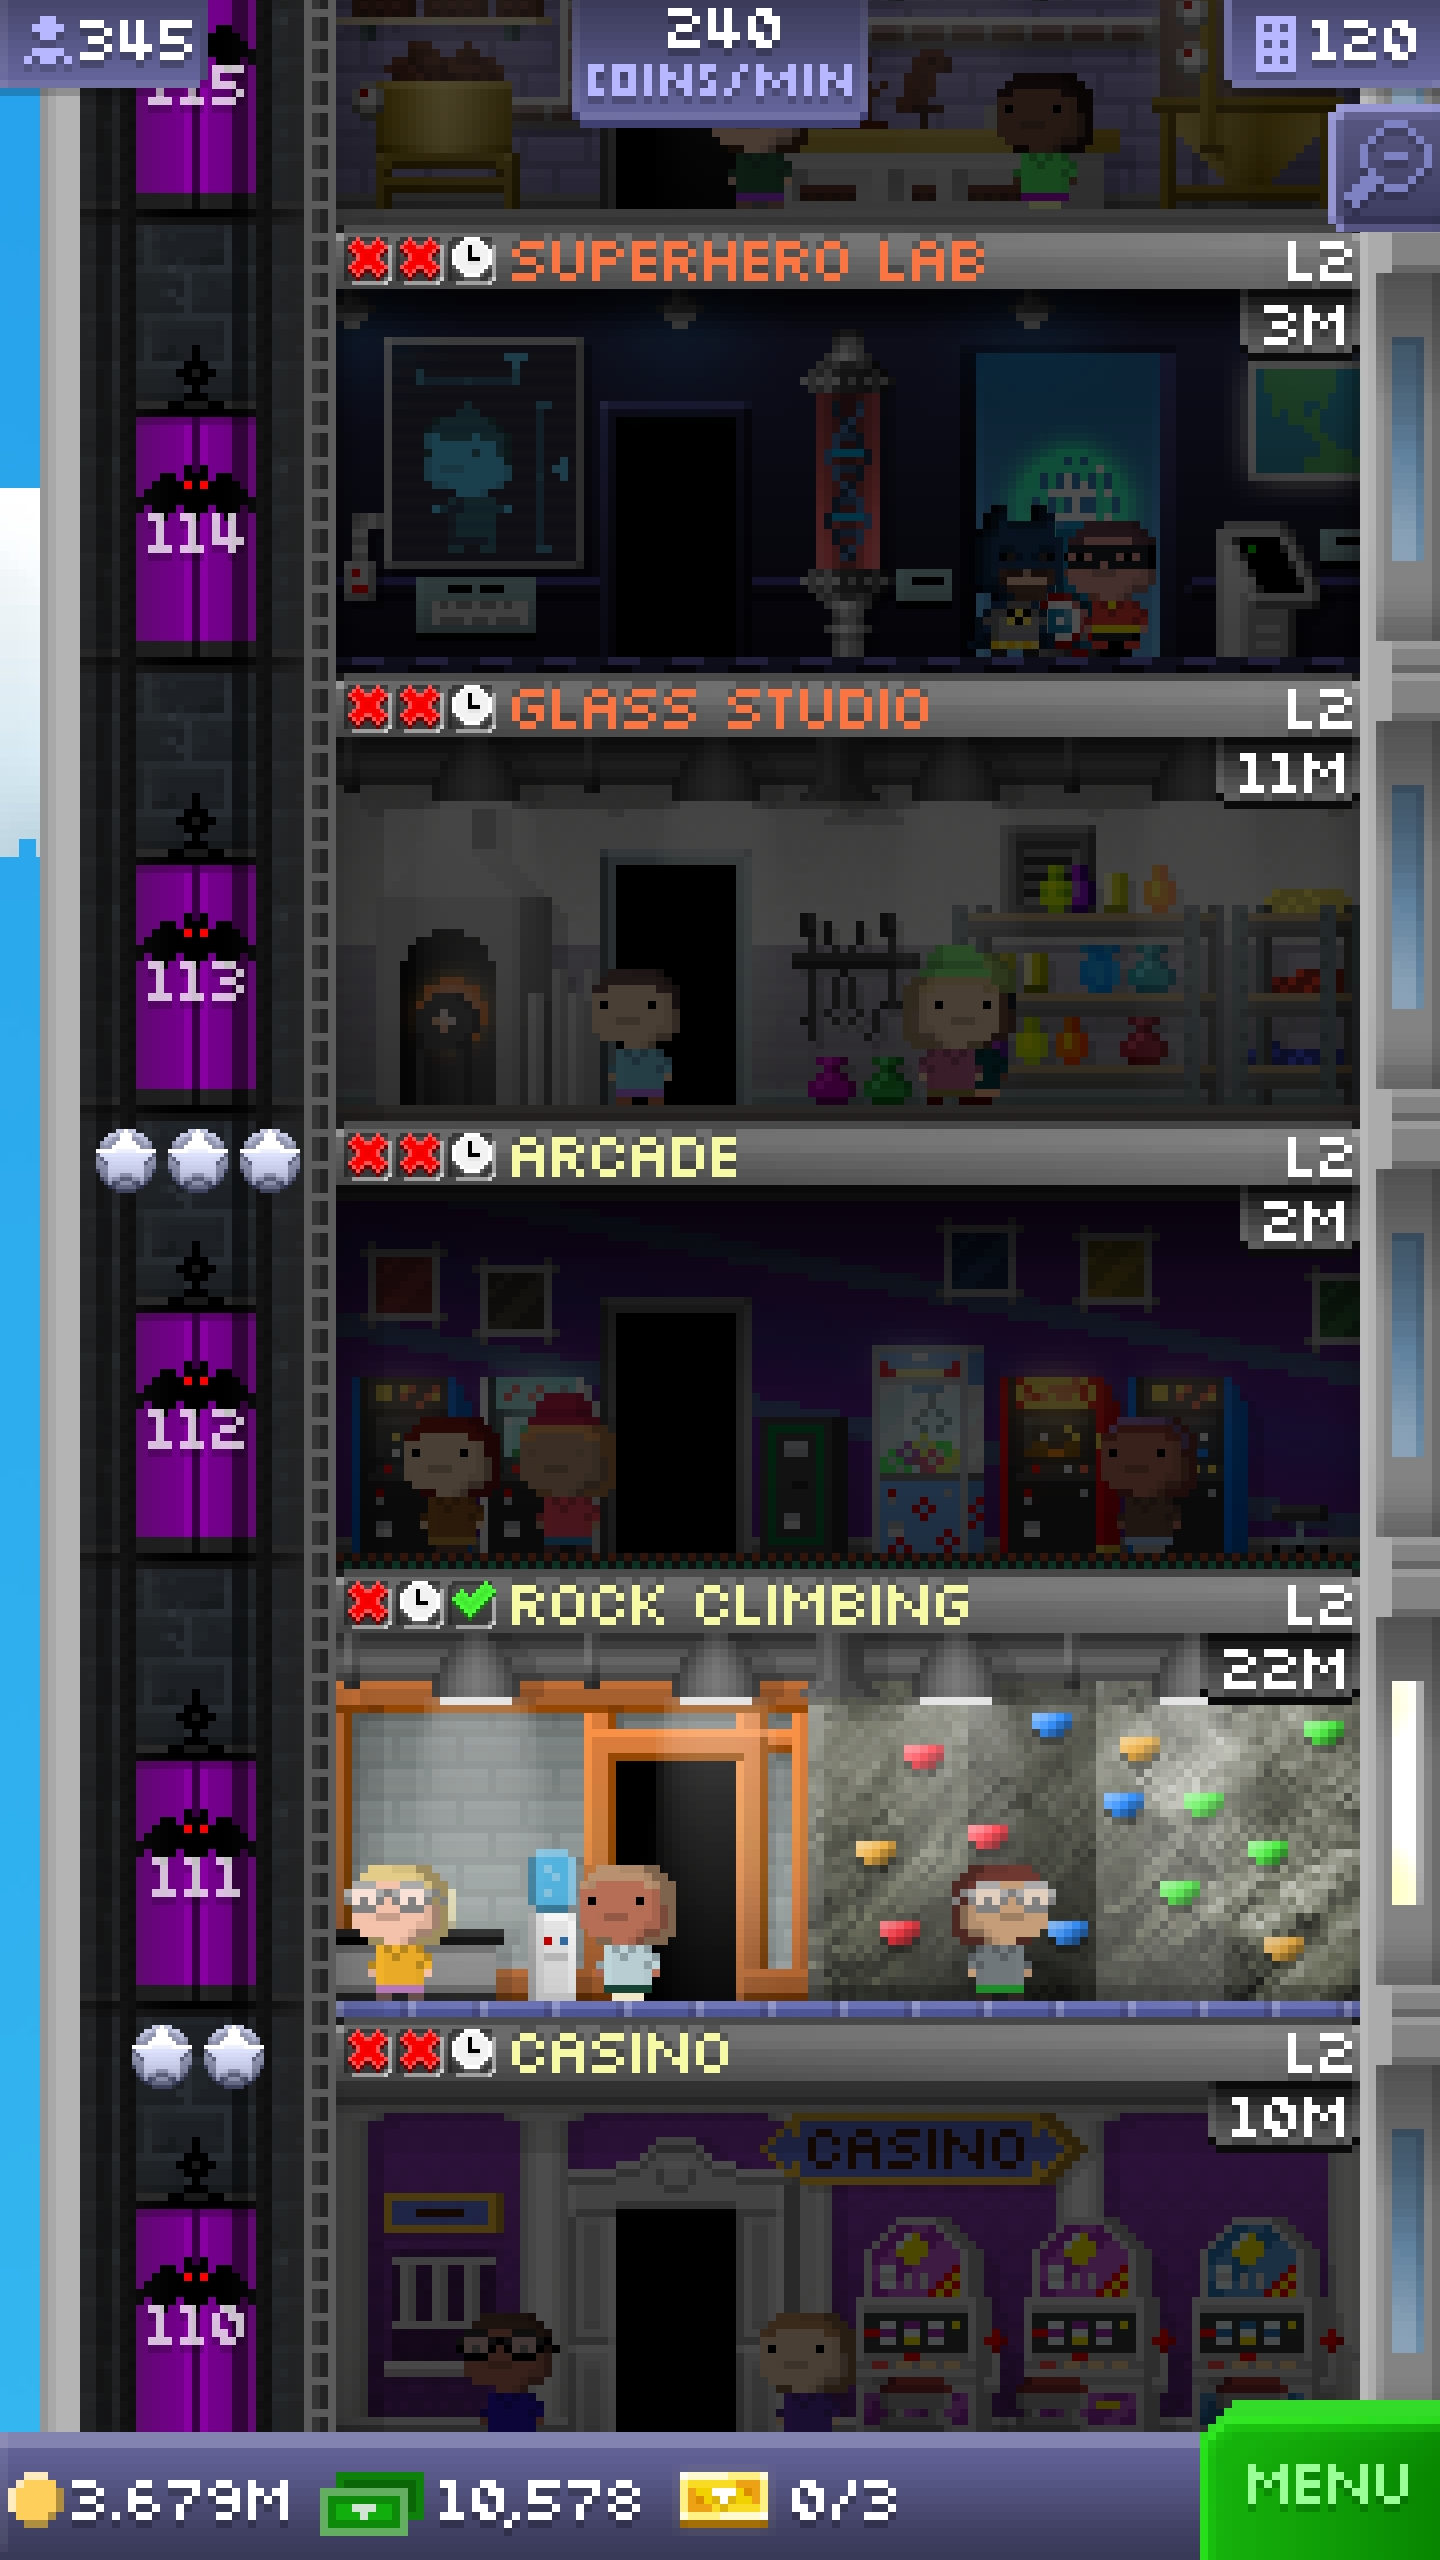 345
240
COINS/MIN
120
115
SUPERHERO LAB L2
3M
114
GLASS STUDIO L2
11M
113
ARCADE L2
2M
112
ROCK CLIMBING L2
22M
111
CASINO L2
10M
CASINO
110
3.679M 10,578 0/3
MENU